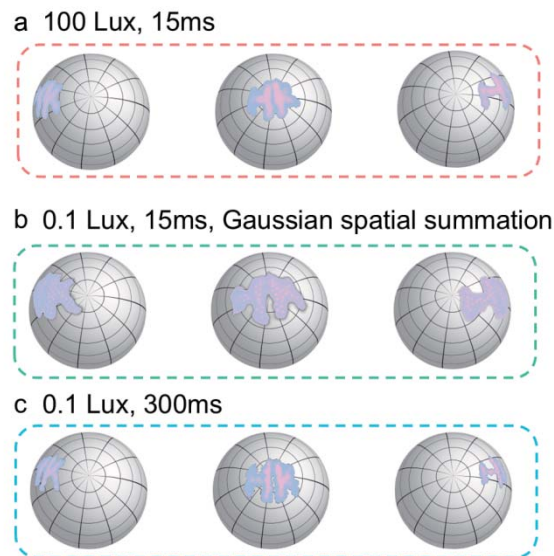 a 100 Lux, 15ms
b 0.1 Lux, 15ms, Gaussian spatial summation
c 0.1 Lux, 300ms